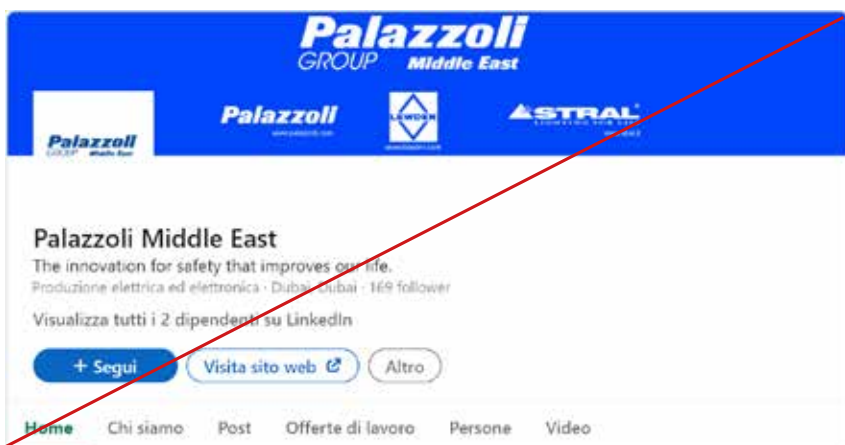 Palazzoli
GROUP Middle East
Palazzoli
LEWDEN
ASTRAL
Palazzoli
GROUP Middle East
Palazzoli Middle East
The innovation for safety that improves our life.
Produzione elettrica ed elettronica · Dubai, Dubai · 169 follower
Visualizza tutti i 2 dipendenti su LinkedIn
+ Segui Visita sito web Altro
Home Chi siamo Post Offerte di lavoro Persone Video